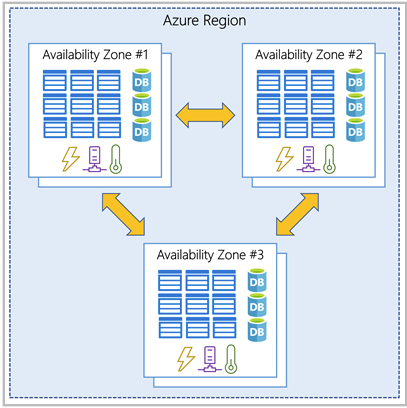 Azure Region
Availability Zone #1
DB
DB
DB
Availability Zone #2
DB
DB
DB
Availability Zone #3
DB
DB
DB